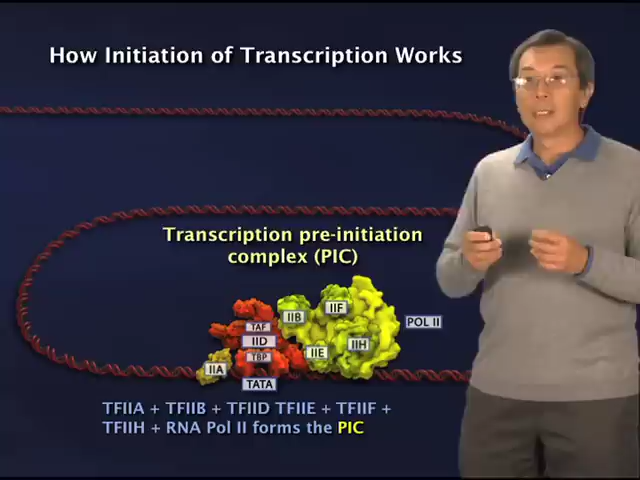 How Initiation of Transcription Works
Transcription pre-initiation
complex (PIC)
IIF
IIB
POL II
TAF
IID
IIH
IIE
TBP
IIA
TATA
TFIIA + TFIIB + TFIID TFIIE + TFIIF +
TFIIH + RNA Pol II forms the PIC